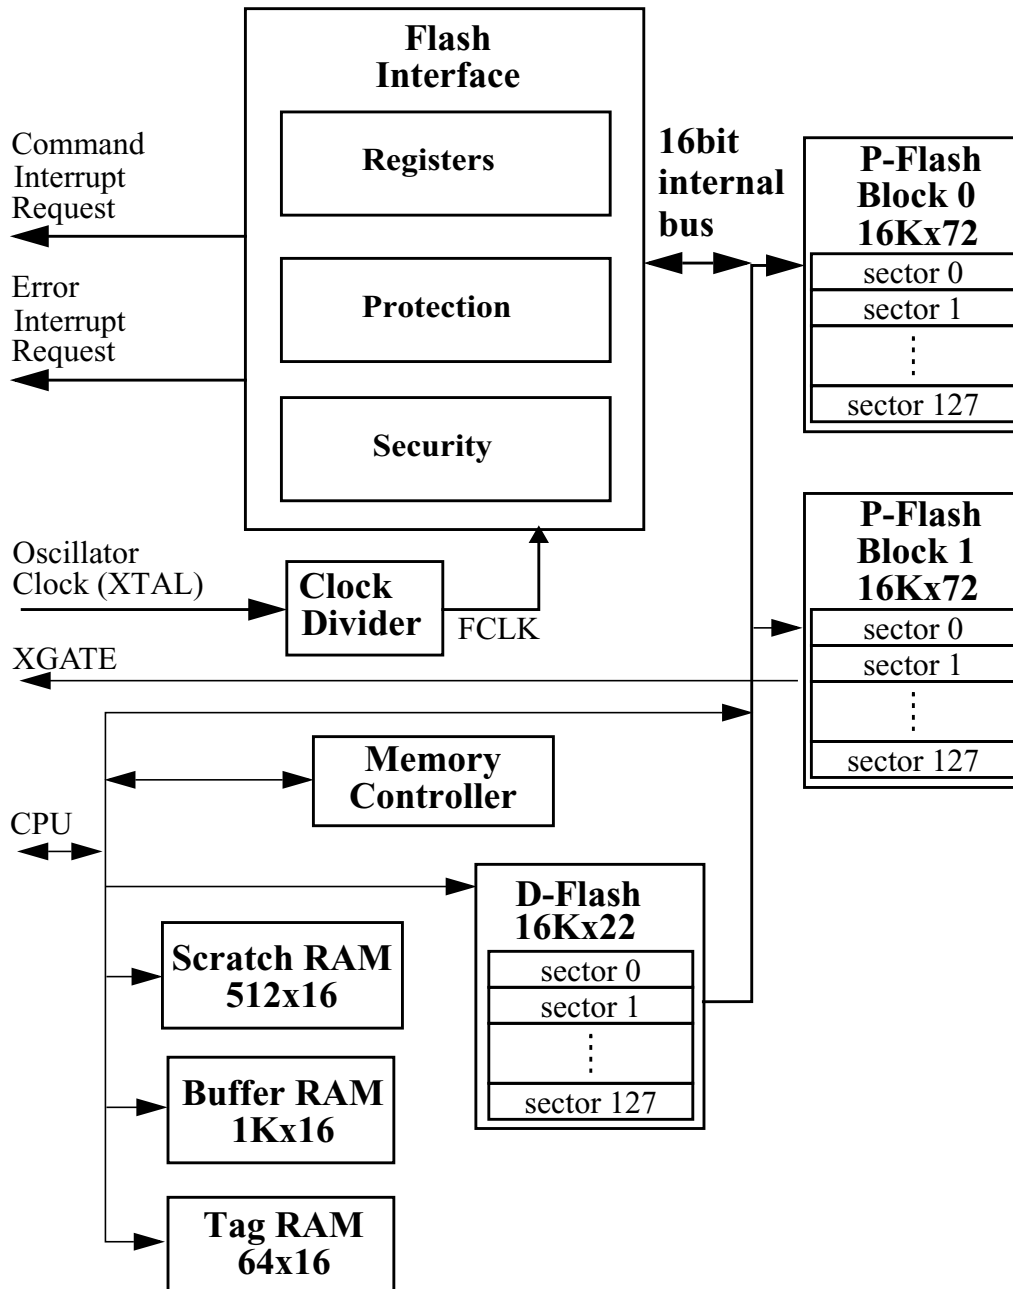 Flash
Interface
Registers
Protection
Security
Command
Interrupt
Request
Error
Interrupt
Request
16bit
internal
bus
P-Flash
Block 0
16Kx72
sector 0
sector 1
sector 127
P-Flash
Block 1
16Kx72
sector 0
sector 1
sector 127
Oscillator
Clock (XTAL)
Clock
Divider
FCLK
XGATE
Memory
Controller
CPU
D-Flash
16Kx22
sector 0
sector 1
sector 127
Scratch RAM
512x16
Buffer RAM
1Kx16
Tag RAM
64x16